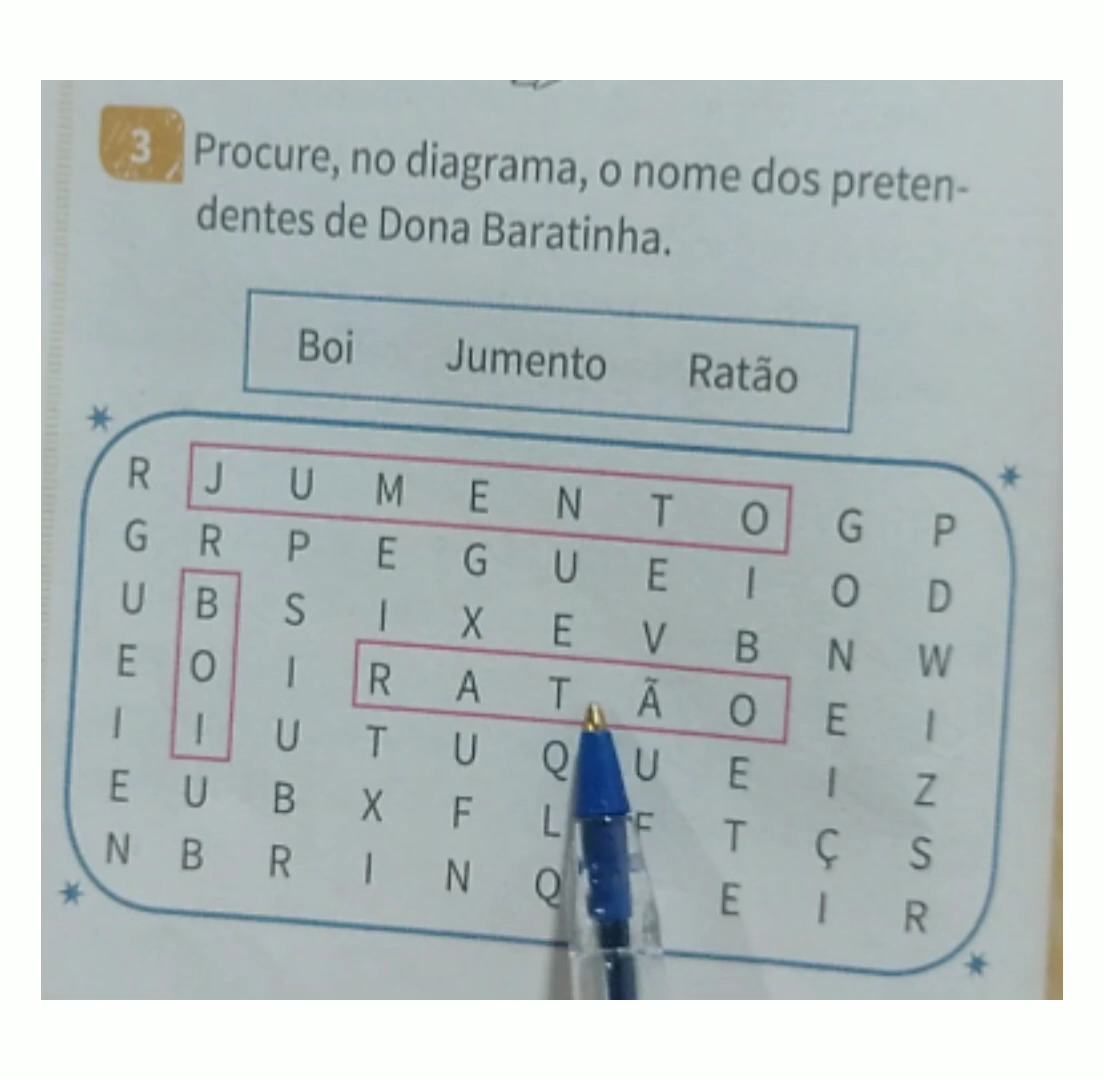 3 Procure, no diagrama, o nome dos preten-
dentes de Dona Baratinha.
Boi Jumento Ratão
R J U M E N T O G P
G R P E G U E I O D
U B S I X E V B N W
E O I R A T Ã O E I
I I U T U Q U E I Z
E U B X F L F T Ç S
N B R I N Q E I R